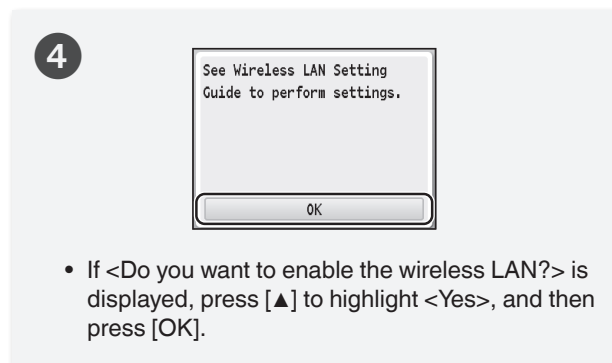 4
See Wireless LAN Setting
Guide to perform settings.
OK
• If <Do you want to enable the wireless LAN?> is
displayed, press [▲] to highlight <Yes>, and then
press [OK].